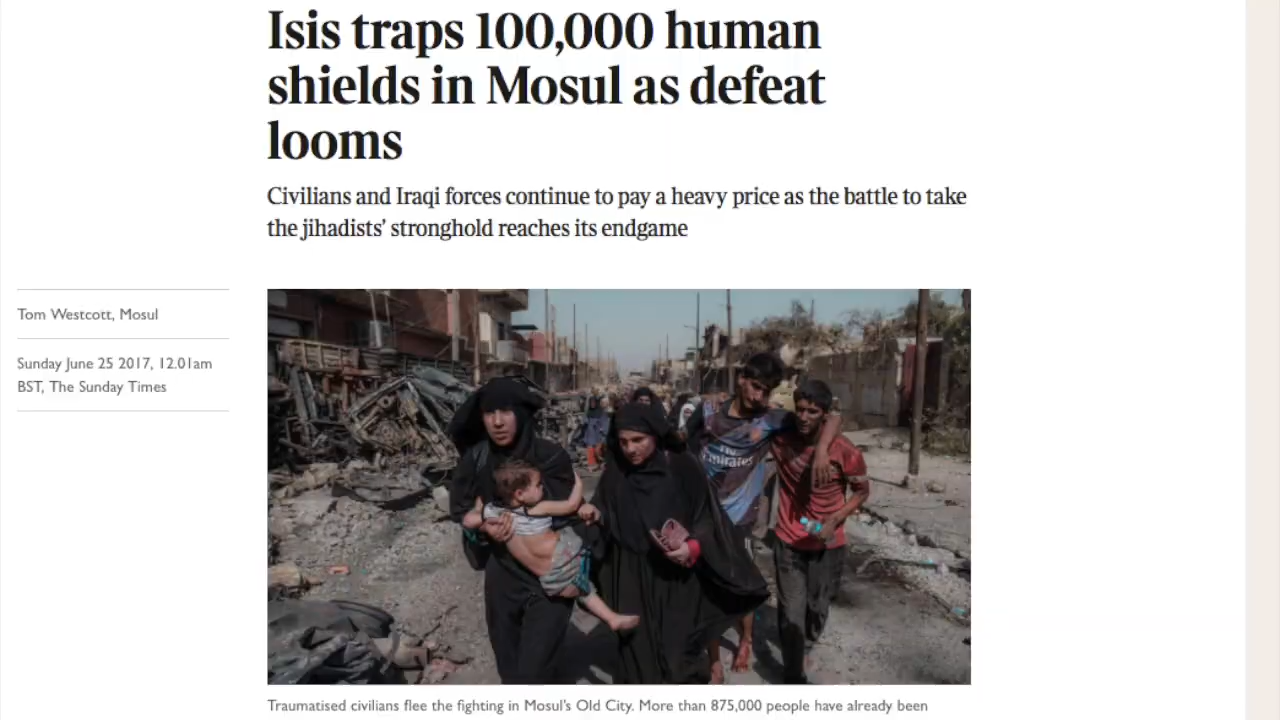 Isis traps 100,000 human
shields in Mosul as defeat
looms
Civilians and Iraqi forces continue to pay a heavy price as the battle to take
the jihadists’ stronghold reaches its endgame
Tom Westcott, Mosul
Sunday June 25 2017, 12.01am
BST, The Sunday Times
Fly
Emirates
Traumatised civilians flee the fighting in Mosul’s Old City. More than 875,000 people have already been